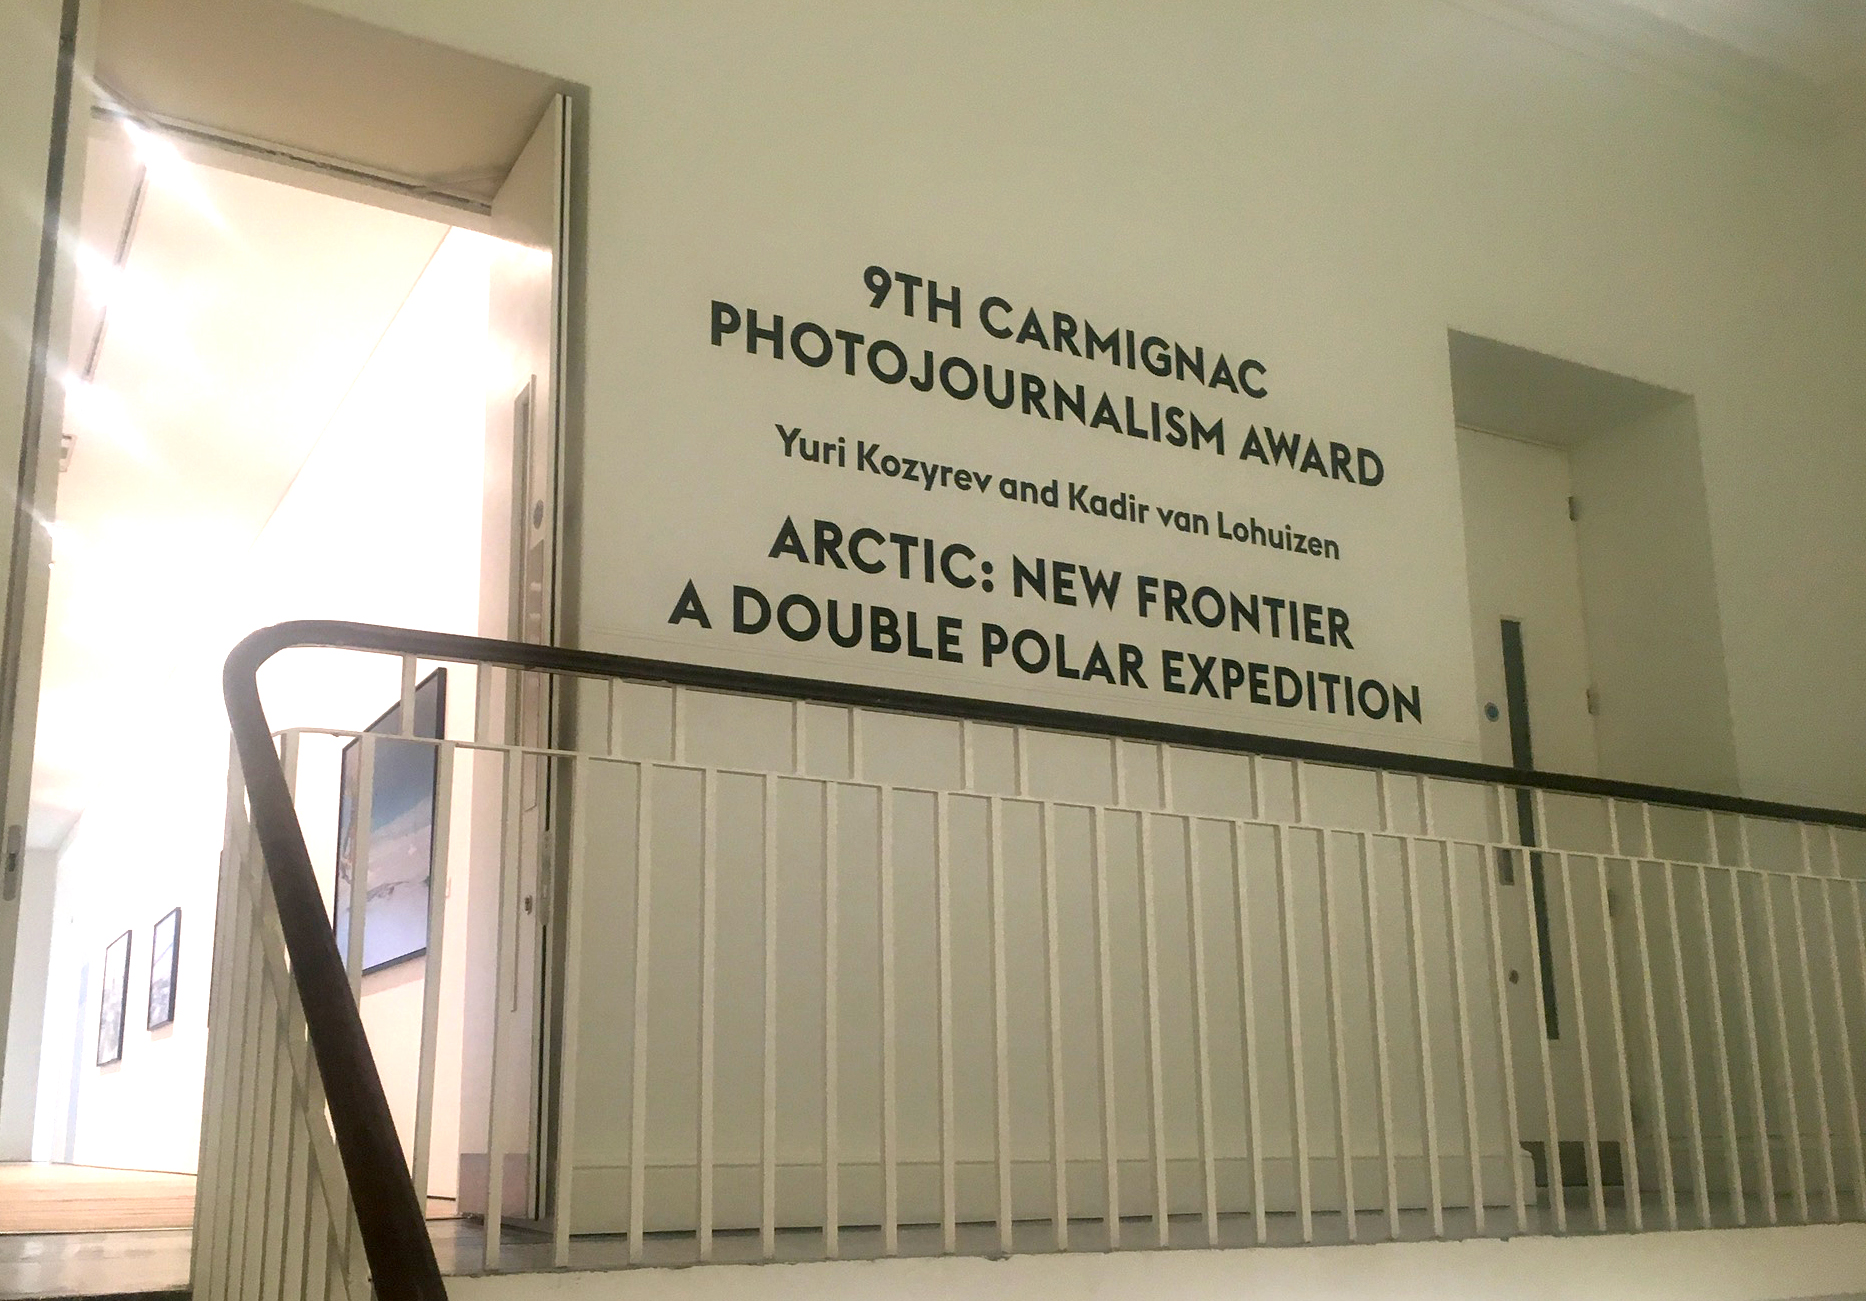 9TH CARMIGNAC
PHOTOJOURNALISM AWARD
Yuri Kozyrev and Kadir van Lohuizen
ARCTIC: NEW FRONTIER
A DOUBLE POLAR EXPEDITION